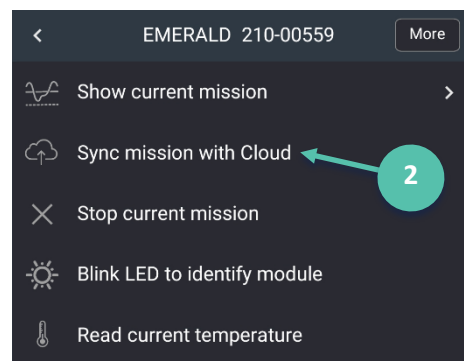 EMERALD 210-00559 More
Show current mission
Sync mission with Cloud
2
Stop current mission
Blink LED to identify module
Read current temperature